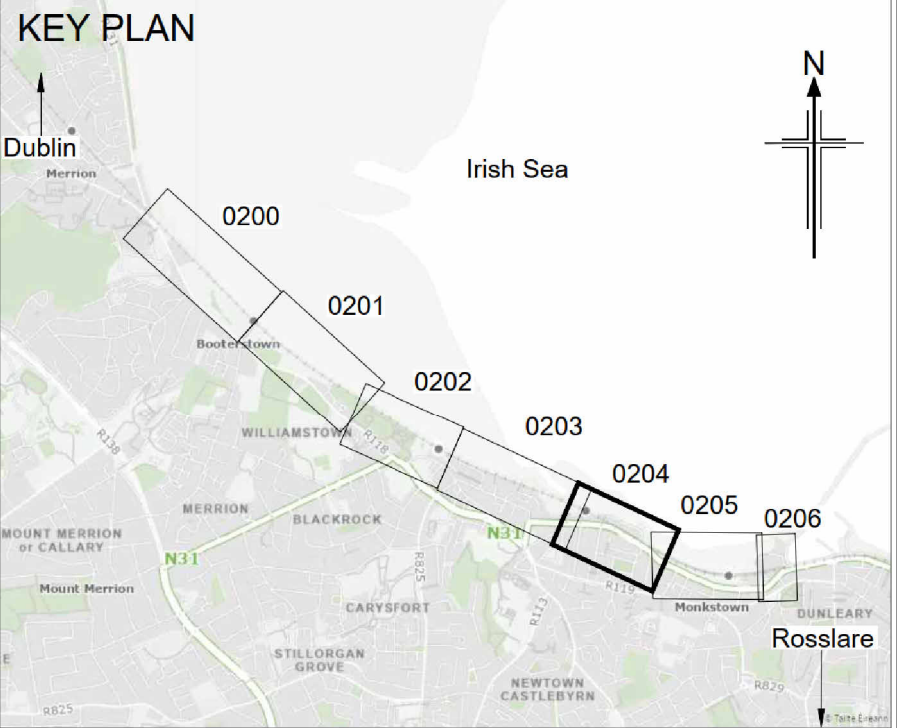 KEY PLAN
N31
N
Dublin
Merrion
Irish Sea
0200
0201
Booterstown
0202
0203
WILLIAMSTOWN
R118
R138
0204
0205
0206
MERRION
BLACKROCK
N31
MOUNT MERRION
or CALLARY
N31
R825
Mount Merrion
R119
CARYSFORT
R113
Monkstown
DUNLEARY
Rosslare
E
STILLORGAN
GROVE
NEWTOWN
CASTLEBYRN
R829
R825
© Tailte Éireann